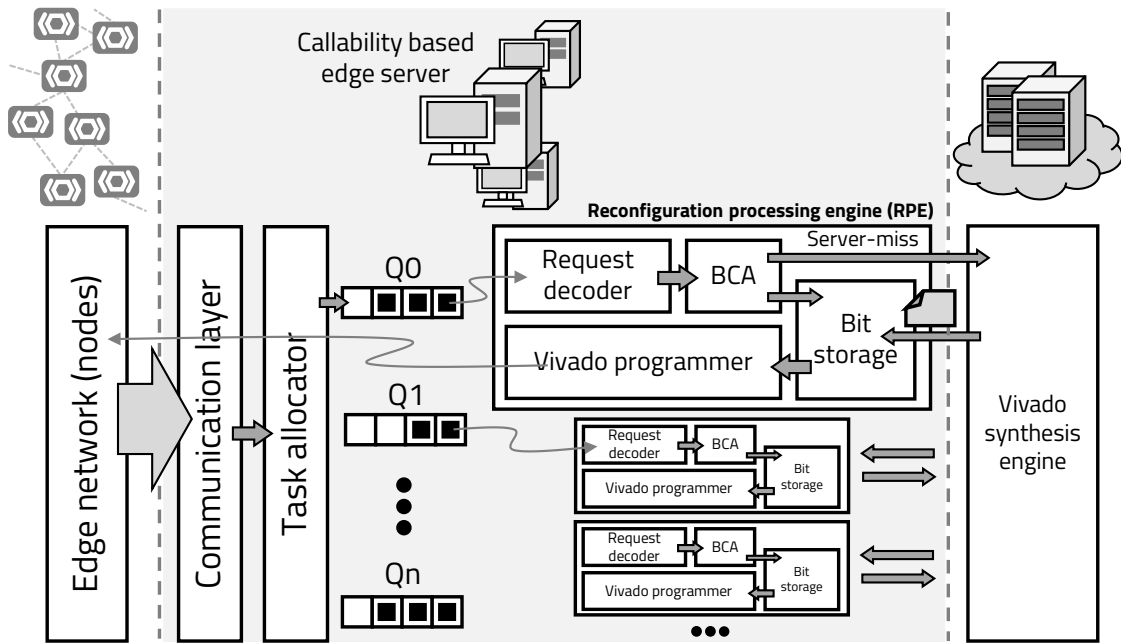 Callability based
edge server
Reconfiguration processing engine (RPE)
Edge network (nodes)
Communication layer
Task allocator
Q0
Request
decoder
BCA
Server-miss
Bit
storage
Vivado programmer
Q1
Request
decoder
BCA
Bit
storage
Vivado programmer
Request
decoder
BCA
Bit
storage
Vivado programmer
Qn
Vivado
synthesis
engine